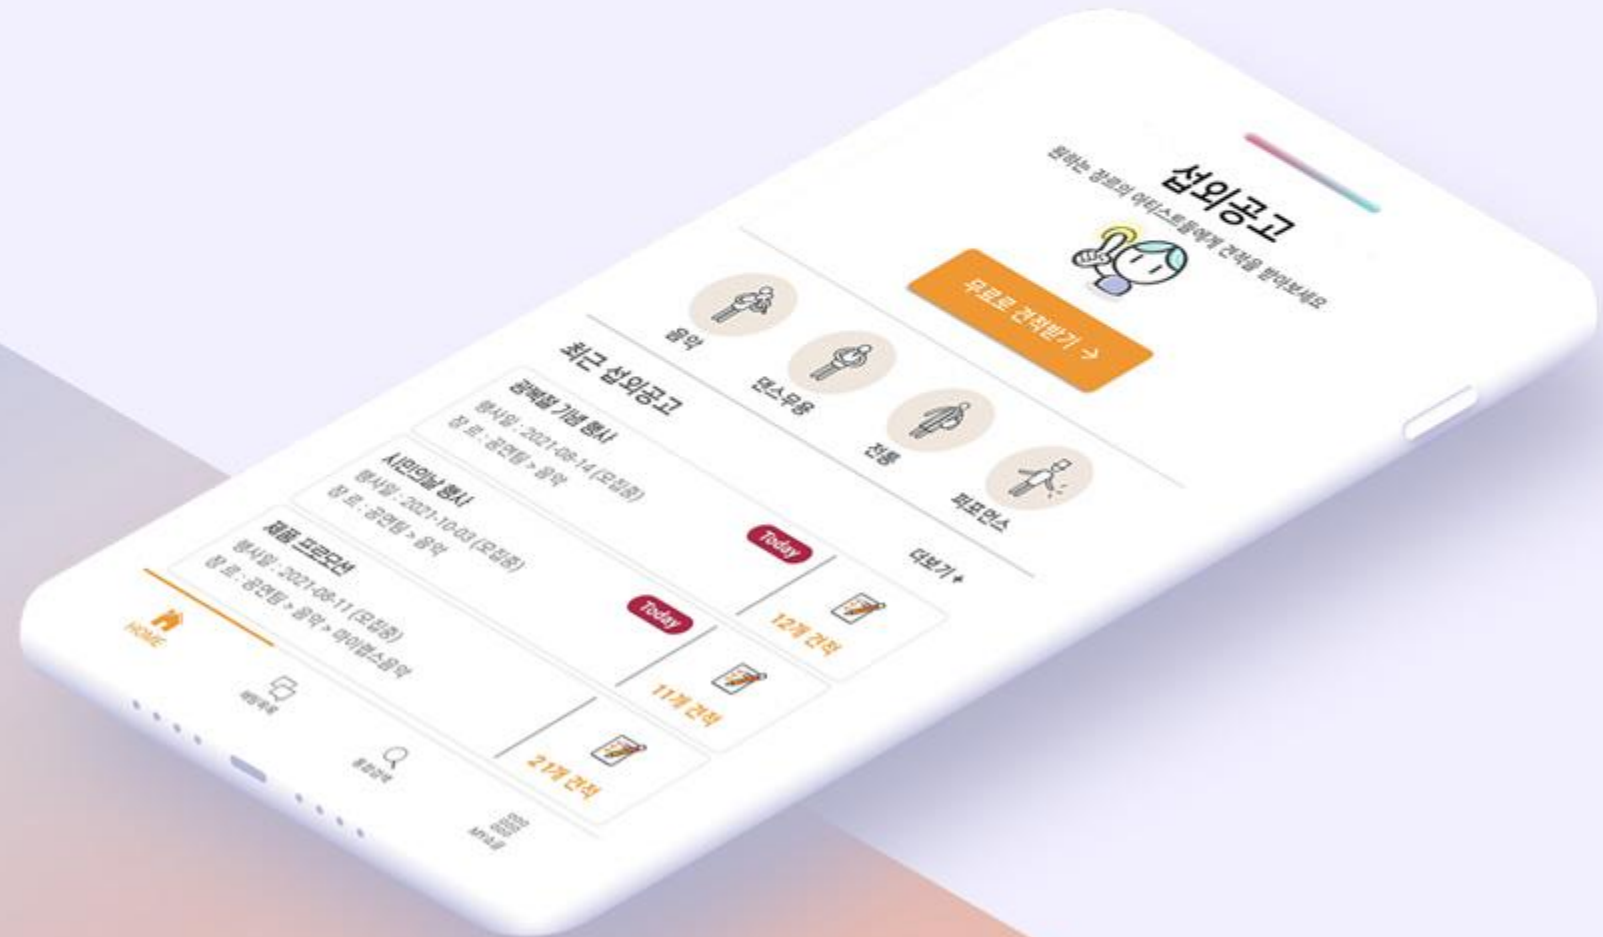 섭외공고
원하는 장르의 아티스트들에게 견적을 받아보세요
무료로 견적받기 →
음악
댄스무용
전통
퍼포먼스
최근 섭외공고
더보기 +
광복절 기념 행사
행사일 : 2021-08-14 (모집중)
장 르 : 공연팀 > 음악
Today
12개 견적
시민의날 행사
행사일 : 2021-10-03 (모집중)
장 르 : 공연팀 > 음악
Today
11개 견적
제품 프로모션
행사일 : 2021-08-11 (모집중)
장 르 : 공연팀 > 음악 >
21개 견적
HOME
통합검색